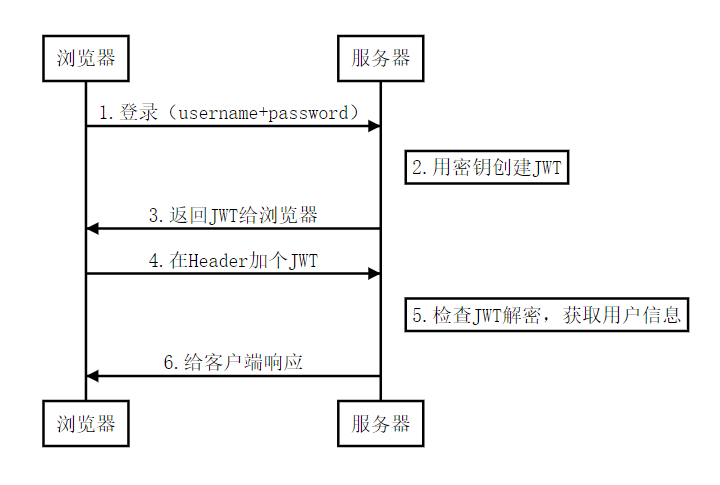 浏览器
服务器
1.登录（username+password）
2.用密钥创建JWT
3.返回JWT给浏览器
4.在Header加个JWT
5.检查JWT解密，获取用户信息
6.给客户端响应
浏览器
服务器